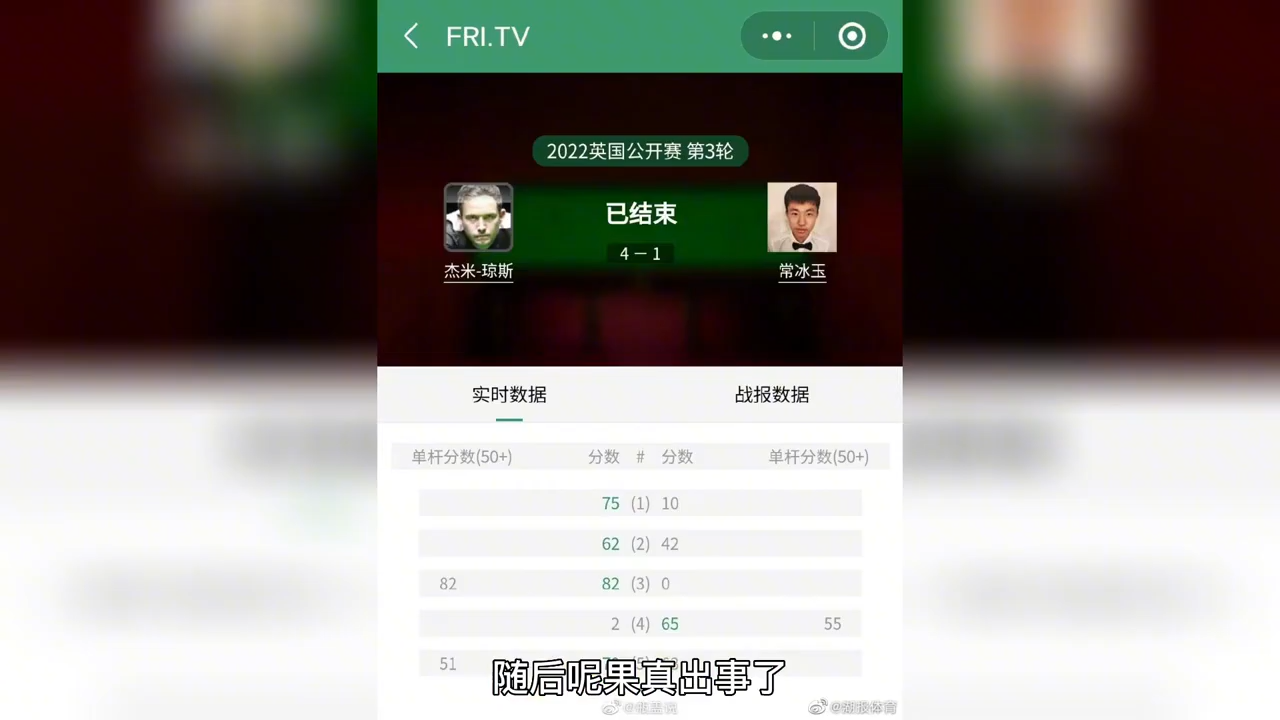 FRI.TV
2022英国公开赛 第3轮
已结束
4 － 1
杰米-琼斯
常冰玉
实时数据 战报数据
单杆分数(50+) 分数 # 分数 单杆分数(50+)
75 (1) 10
62 (2) 42
82 82 (3) 0
2 (4) 65 55
51
随后呢果真出事了